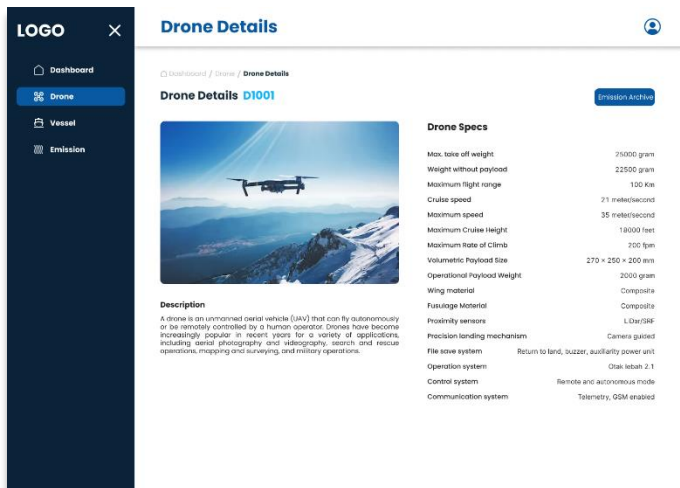 LOGO
Drone Details
Dashboard
Drone
Vessel
Emission
Dashboard / Drone / Drone Details
Drone Details D1001
Emission Archive
Description
A drone is an unmanned aerial vehicle (UAV) that can fly autonomously
or be remotely controlled by a human operator. Drones have become
increasingly popular in recent years for a variety of applications,
including aerial photography and videography, search and rescue
operations, mapping and surveying, and military operations.
Drone Specs
Max. take off weight 25000 gram
Weight without payload 22500 gram
Maximum flight range 100 Km
Cruise speed 21 meter/second
Maximum speed 35 meter/second
Maximum Cruise Height 18000 feet
Maximum Rate of Climb 200 fpm
Volumetric Payload Size 270 × 250 × 200 mm
Operational Payload Weight 2000 gram
Wing material Composite
Fusulage Material Composite
Proximity sensors LiDar/SRF
Precision landing mechanism Camera guided
File save system Return to land, buzzer, auxiliarity power unit
Operation system Otak lebah 2.1
Control system Remote and autonomous mode
Communication system Telemetry, GSM enabled